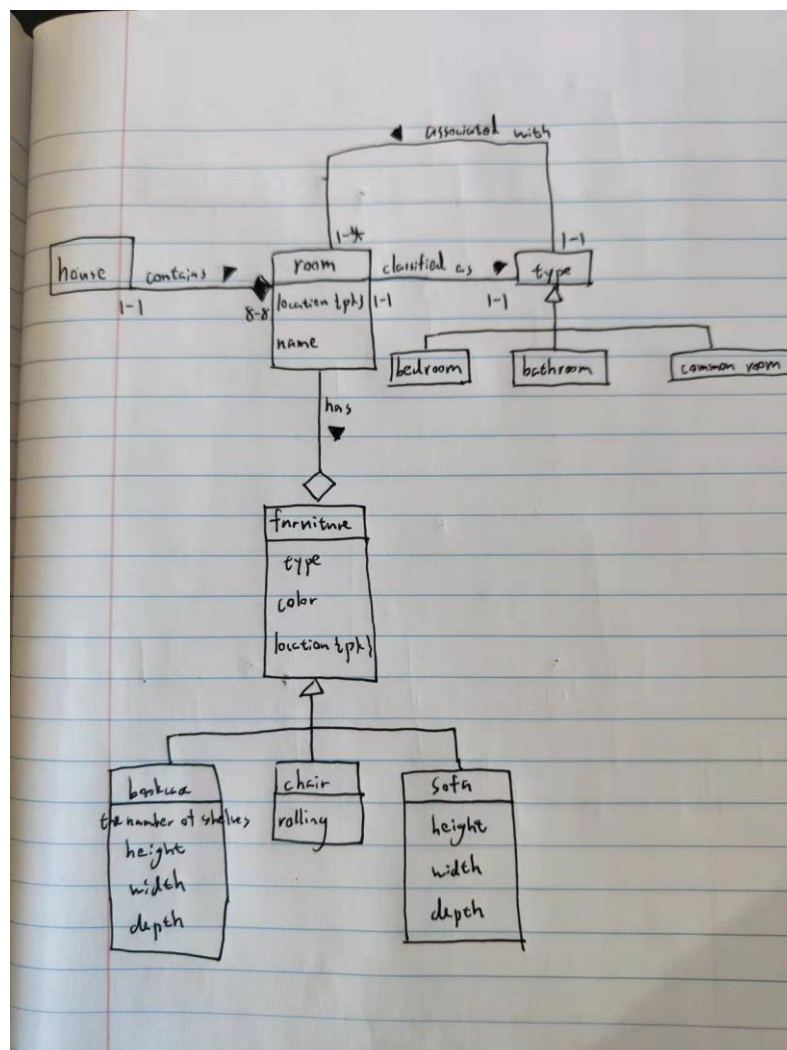 associated with
1-* 1-1
house contains room classified as type
1-1 8-8 location {pk} 1-1 1-1
name
bedroom bathroom common room
has
furniture
type
color
location {pk}
chair sofa
the number of shelves rolling height
height width
width depth
depth